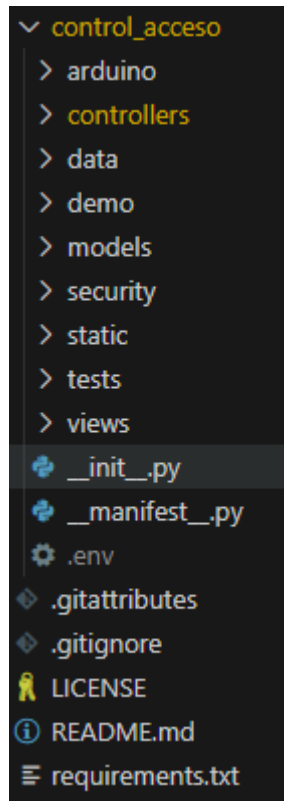 control_acceso
arduino
controllers
data
demo
models
security
static
tests
views
__init__.py
__manifest__.py
.env
.gitattributes
.gitignore
LICENSE
README.md
requirements.txt